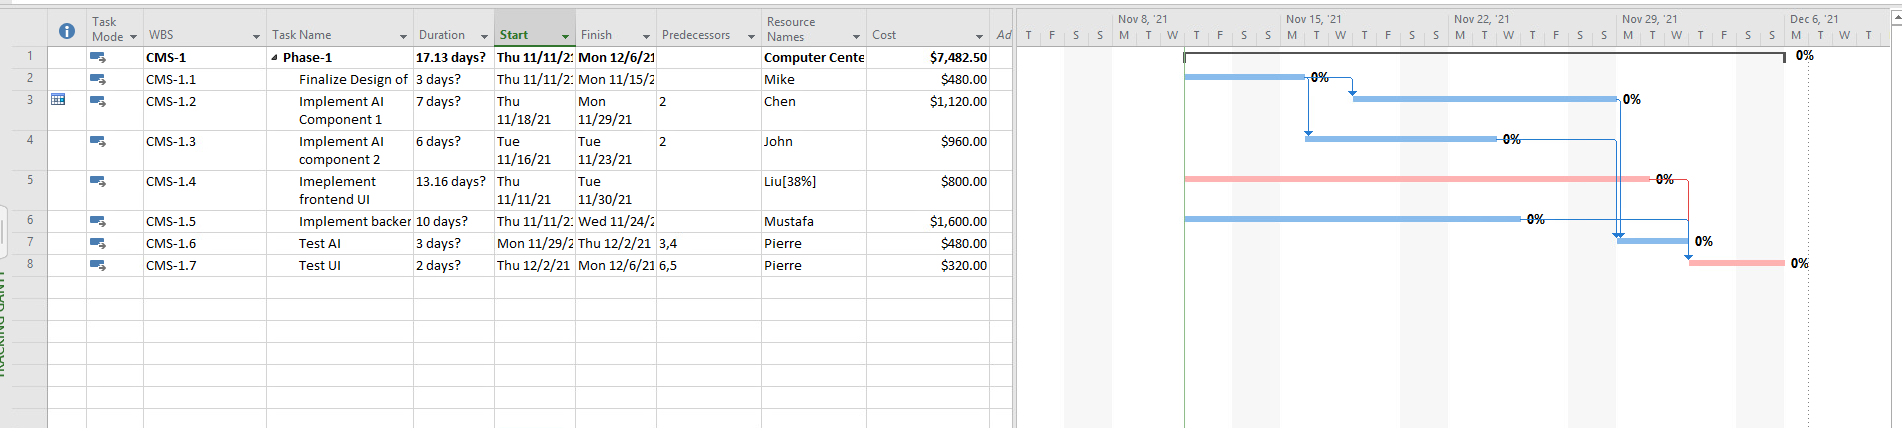 Nov 8, '21 Nov 15, '21 Nov 22, '21 Nov 29, '21 Dec 6, '21
Task Mode WBS Task Name Duration Start Finish Predecessors Resource Names Cost Ad
T F S S M T W T F S S M T W T F S S M T W T F S S M T W T F S S M T W T
1 CMS-1 Phase-1 17.13 days? Thu 11/11/21 Mon 12/6/21 Computer Cente $7,482.50 0%
2 CMS-1.1 Finalize Design of 3 days? Thu 11/11/21 Mon 11/15/2 Mike $480.00 0%
3 CMS-1.2 Implement AI 7 days? Thu Mon 2 Chen $1,120.00 0%
Component 1 11/18/21 11/29/21
4 CMS-1.3 Implement AI 6 days? Tue Tue 2 John $960.00 0%
component 2 11/16/21 11/23/21
5 CMS-1.4 Imeplement 13.16 days? Thu Tue Liu[38%] $800.00 0%
frontend UI 11/11/21 11/30/21
6 CMS-1.5 Implement backer 10 days? Thu 11/11/21 Wed 11/24/2 Mustafa $1,600.00 0%
7 CMS-1.6 Test AI 3 days? Mon 11/29/2 Thu 12/2/21 3,4 Pierre $480.00 0%
8 CMS-1.7 Test UI 2 days? Thu 12/2/21 Mon 12/6/21 6,5 Pierre $320.00 0%